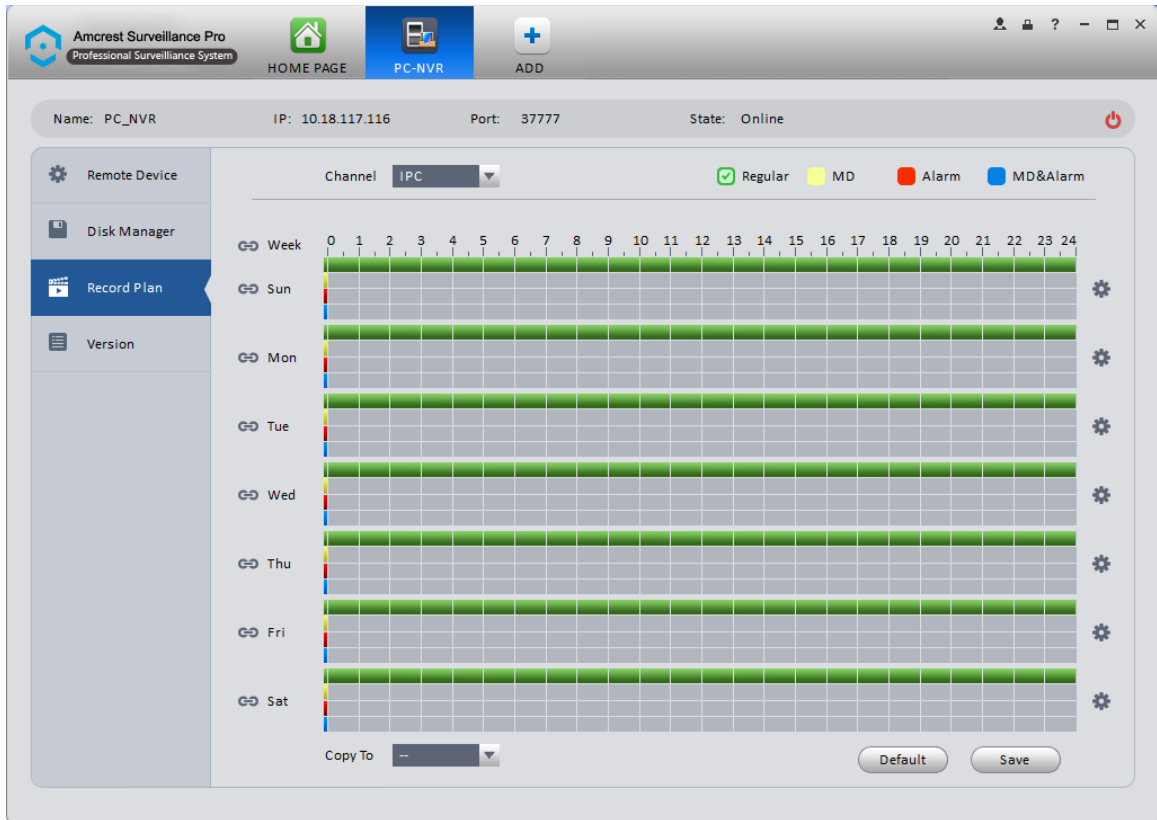 Amcrest Surveillance Pro
Professional Surveilliance System
HOME PAGE
PC-NVR
ADD
?
Name: PC_NVR IP: 10.18.117.116 Port: 37777 State: Online
Remote Device
Disk Manager
Record Plan
Version
Channel IPC Regular MD Alarm MD&Alarm
Week 0 1 2 3 4 5 6 7 8 9 10 11 12 13 14 15 16 17 18 19 20 21 22 23 24
Sun
Mon
Tue
Wed
Thu
Fri
Sat
Copy To -- Default Save